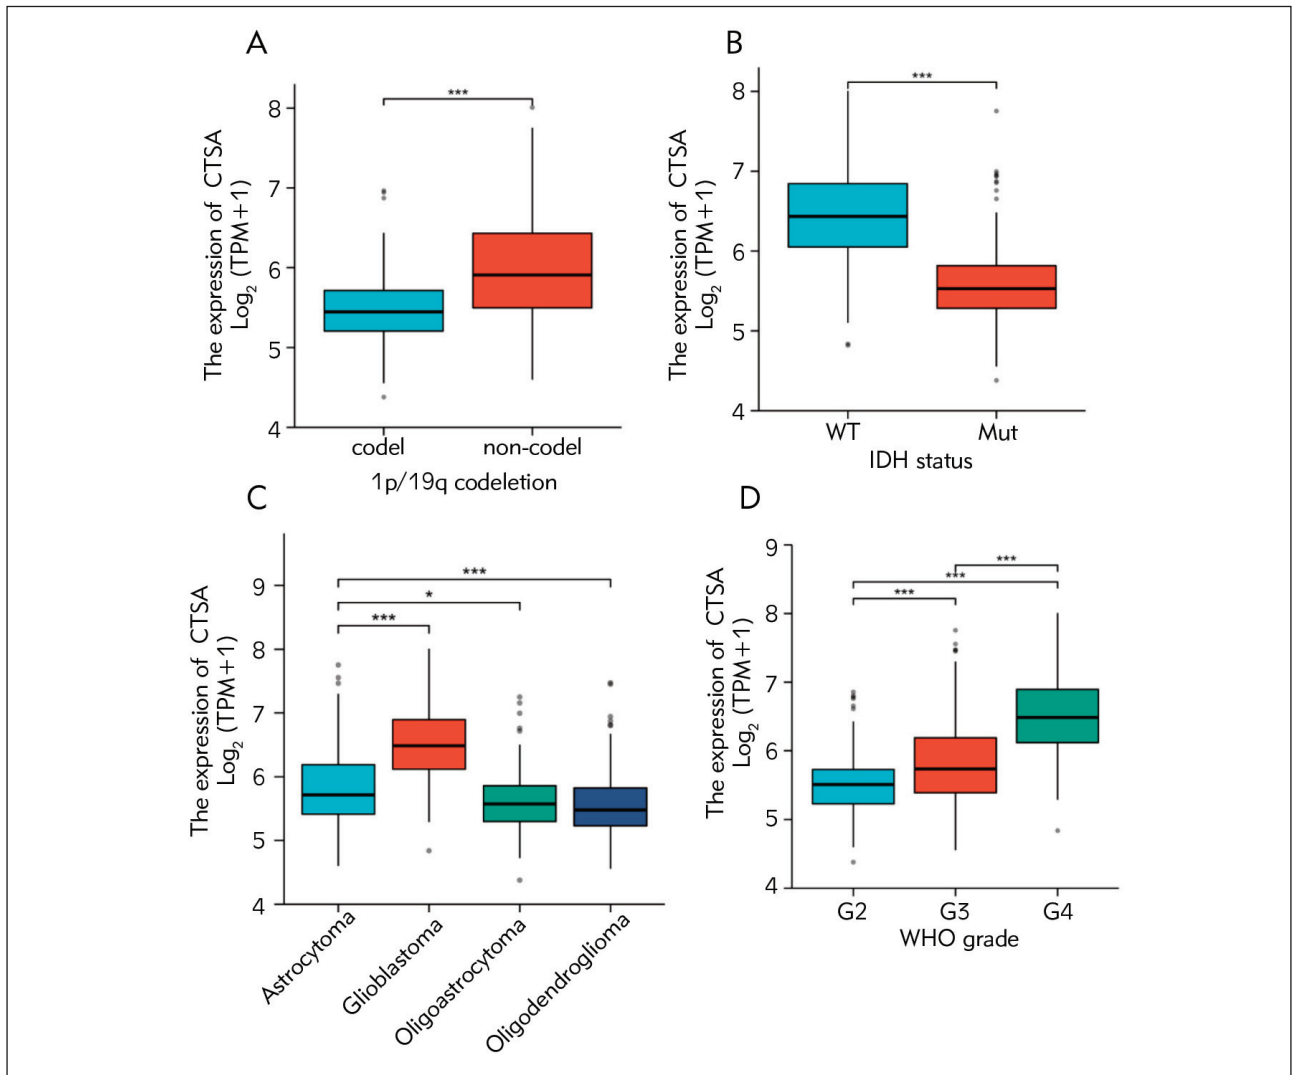 A
The expression of CTSA
Log2 (TPM+1)
8
7
6
5
4
***
codel
non-codel
1p/19q codeletion
B
The expression of CTSA
Log2 (TPM+1)
8
7
6
5
4
***
WT
Mut
IDH status
C
The expression of CTSA
Log2 (TPM+1)
9
8
7
6
5
4
***
*
***
Astrocytoma
Glioblastoma
Oligoastrocytoma
Oligodendroglioma
D
The expression of CTSA
Log2 (TPM+1)
9
8
7
6
5
4
***
***
***
G2
G3
G4
WHO grade